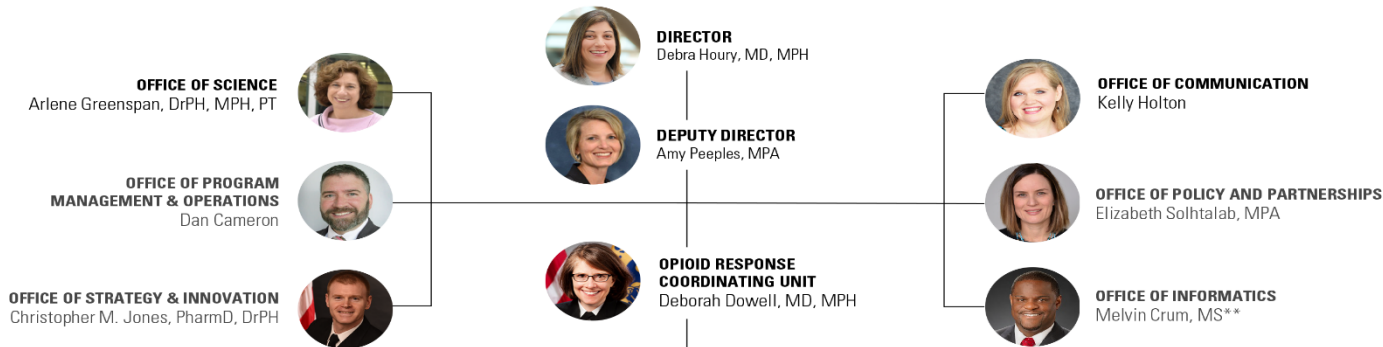 DIRECTOR
Debra Houry, MD, MPH
OFFICE OF SCIENCE
Arlene Greenspan, DrPH, MPH, PT
OFFICE OF COMMUNICATION
Kelly Holton
DEPUTY DIRECTOR
Amy Peeples, MPA
OFFICE OF PROGRAM
MANAGEMENT & OPERATIONS
Dan Cameron
OFFICE OF POLICY AND PARTNERSHIPS
Elizabeth Solhtalab, MPA
OPIOID RESPONSE
COORDINATING UNIT
Deborah Dowell, MD, MPH
OFFICE OF STRATEGY & INNOVATION
Christopher M. Jones, PharmD, DrPH
OFFICE OF INFORMATICS
Melvin Crum, MS**